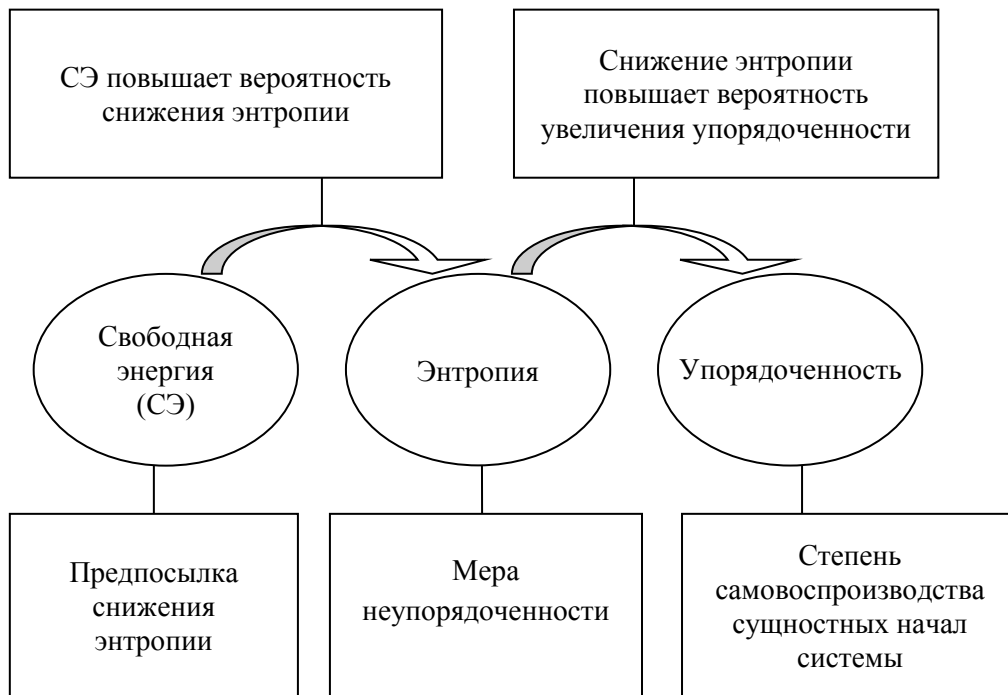 СЭ повышает вероятность
снижения энтропии
Снижение энтропии
повышает вероятность
увеличения упорядоченности
Свободная
энергия
(СЭ)
Энтропия
Упорядоченность
Предпосылка
снижения
энтропии
Мера
неупорядоченности
Степень
самовоспроизводства
сущностных начал
системы